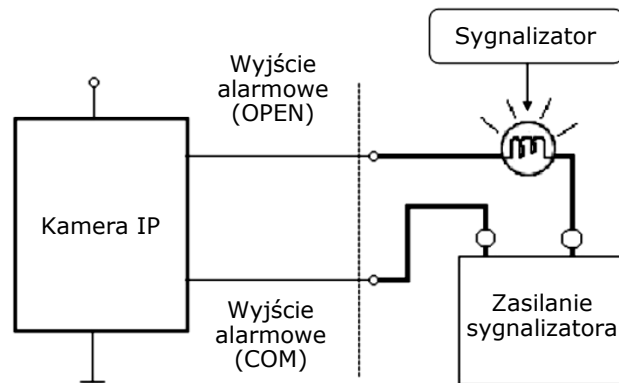 Sygnalizator
Wyjście
alarmowe
(OPEN)
Kamera IP
Wyjście
alarmowe
(COM)
Zasilanie
sygnalizatora